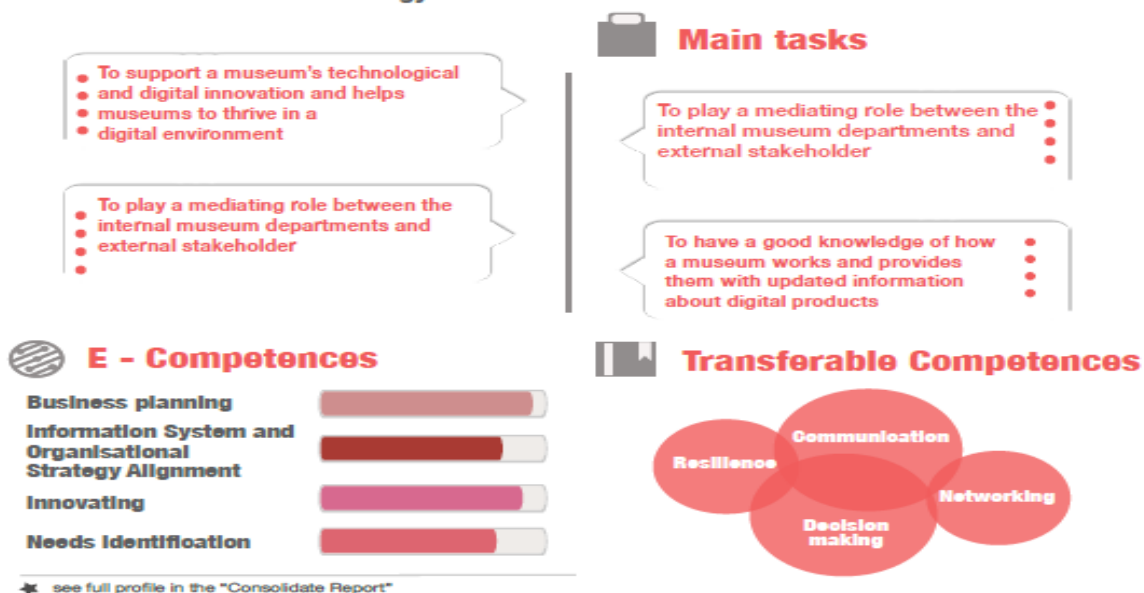 gy
Main tasks
To support a museum's technological
and digital innovation and helps
museums to thrive in a
digital environment
To play a mediating role between the
internal museum departments and
external stakeholder
To play a mediating role between the
internal museum departments and
external stakeholder
To have a good knowledge of how
a museum works and provides
them with updated information
about digital products
E - Competences
Business planning
Information System and
Organisational
Strategy Alignment
Innovating
Needs Identification
see full profile in the "Consolidate Report"
Transferable Competences
Communication
Resilience
Networking
Decision
making